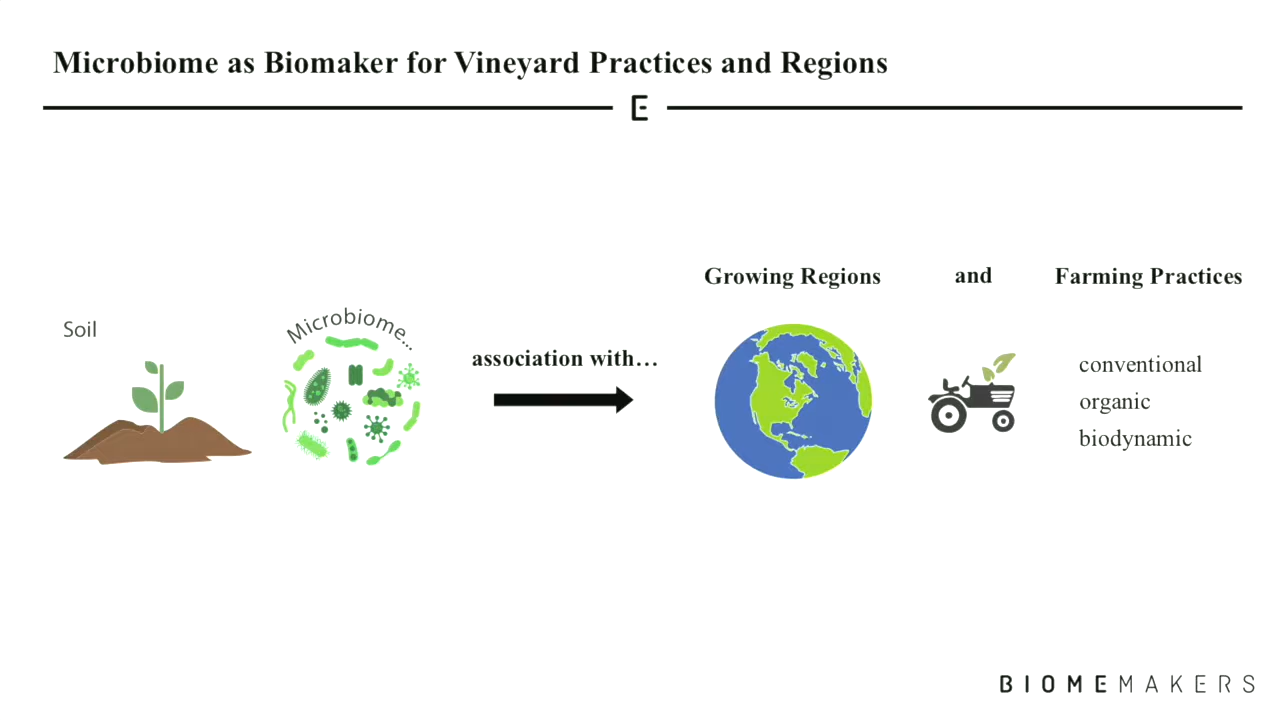 Microbiome as Biomaker for Vineyard Practices and Regions
E
Growing Regions and Farming Practices
Soil
Microbiome...
association with...
conventional
organic
biodynamic
BIOMEMAKERS